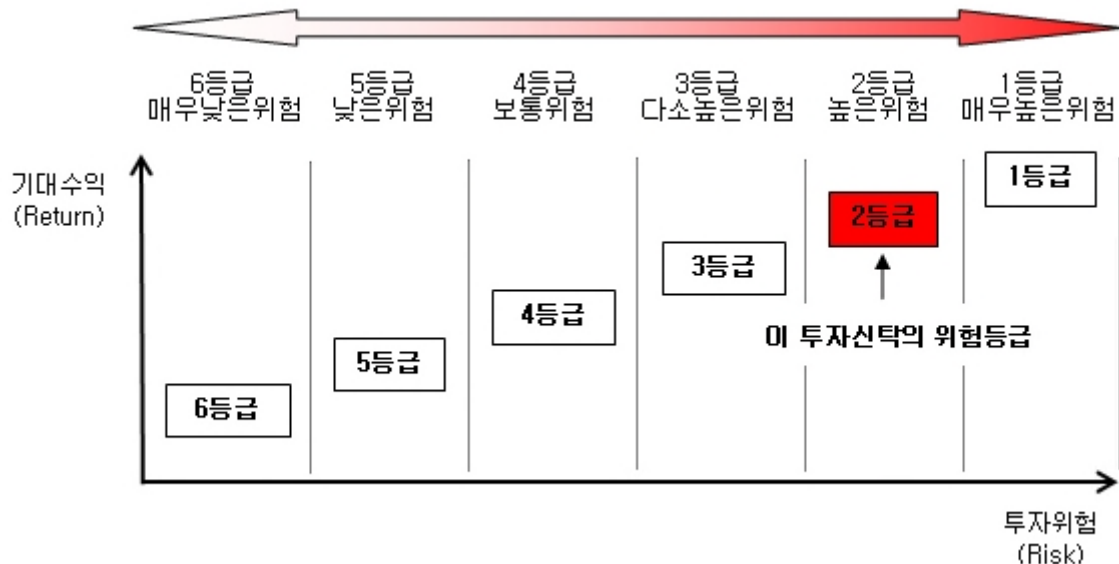 6등급
매우낮은위험
5등급
낮은위험
4등급
보통위험
3등급
다소높은위험
2등급
높은위험
1등급
매우높은위험
기대수익
(Return)
1등급
2등급
3등급
4등급
이 투자신탁의 위험등급
5등급
6등급
투자위험
(Risk)